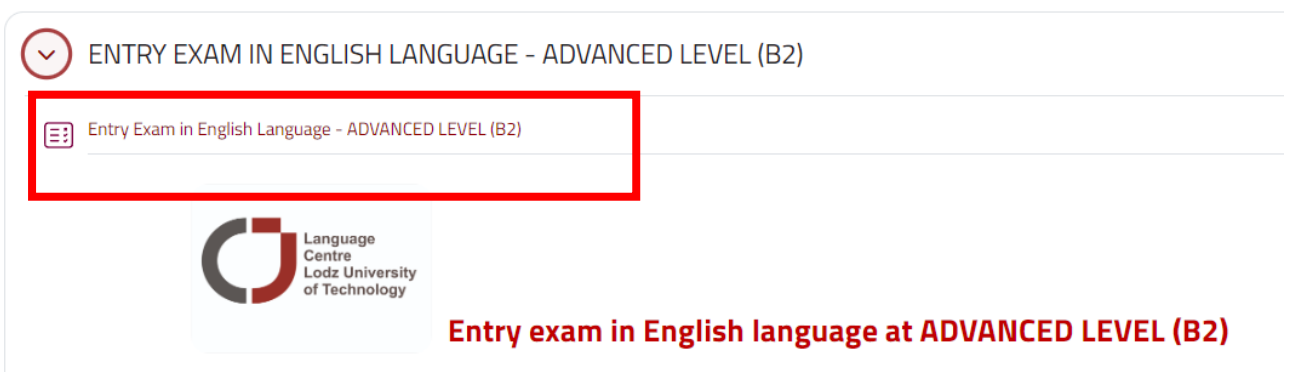 ENTRY EXAM IN ENGLISH LANGUAGE - ADVANCED LEVEL (B2)
Entry Exam in English Language - ADVANCED LEVEL (B2)
Language
Centre
Lodz University
of Technology
Entry exam in English language at ADVANCED LEVEL (B2)